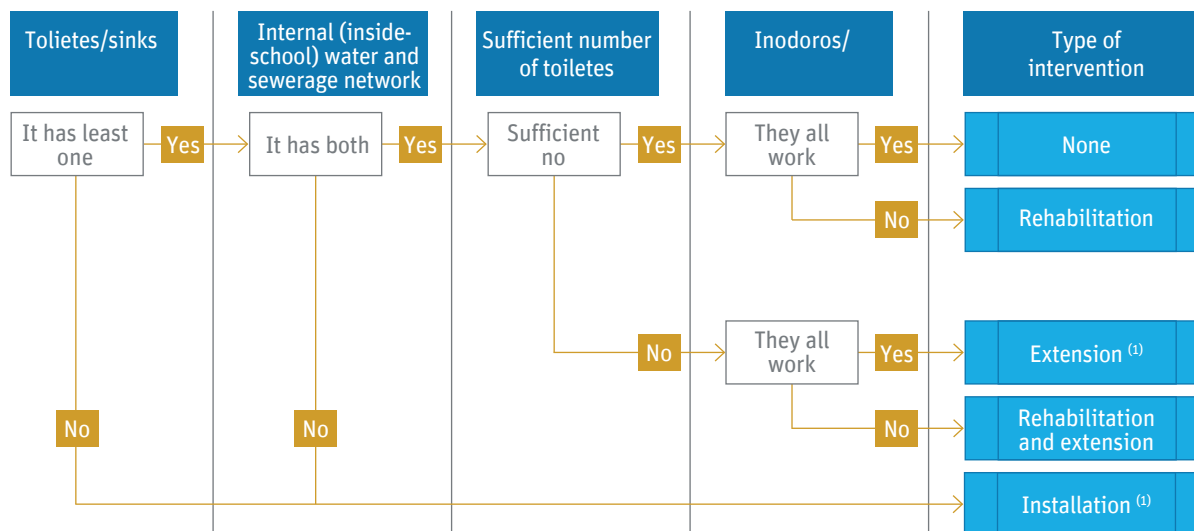 Tolietes/sinks
Internal (inside-
school) water and
sewerage network
Sufficient number
of toiletes
Inodoros/
Type of
intervention
It has least
one
Yes
It has both
Yes
Sufficient
no
Yes
They all
work
Yes
None
No
Rehabilitation
No
They all
work
Yes
Extension (1)
No
No
No
Rehabilitation
and extension
Installation (1)